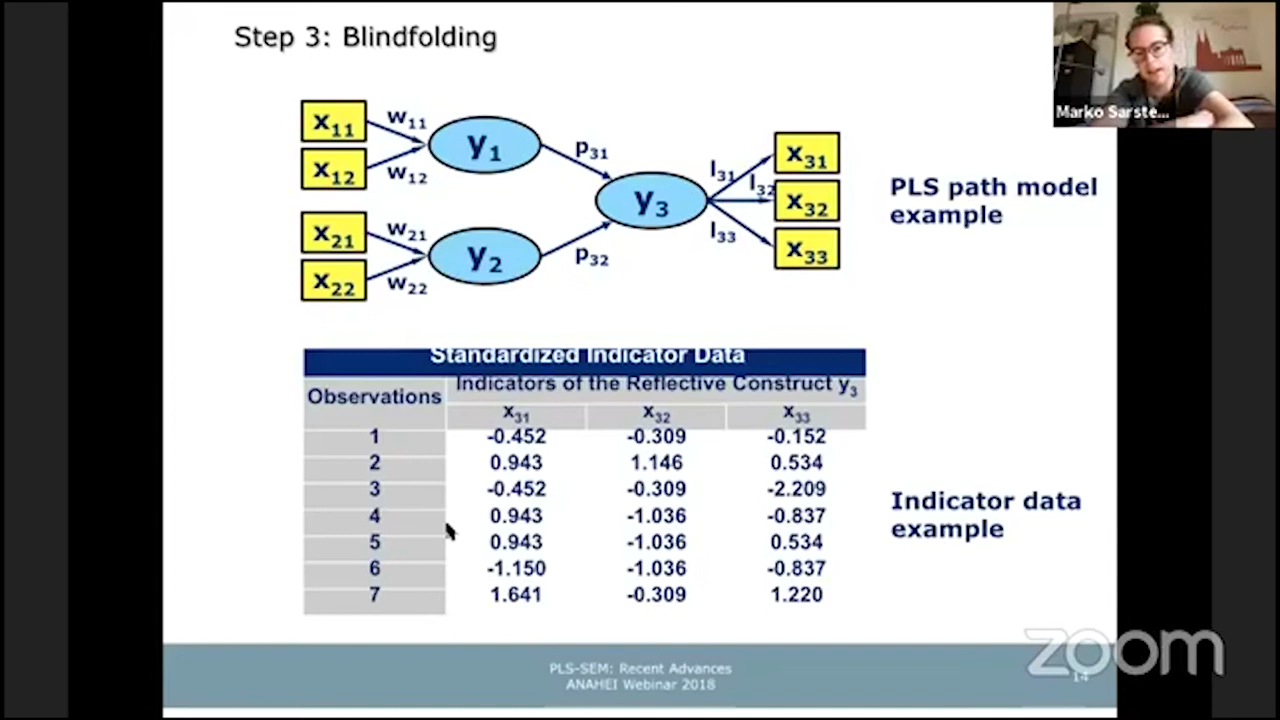 Step 3: Blindfolding
Marko Sarste...
x11
w11
y1
x12
w12
p31
x31
l31
l32
y3
x32
PLS path model
example
x21
w21
l33
x33
y2
p32
x22
w22
Standardized Indicator Data
Observations
Indicators of the Reflective Construct y3
x31 x32 x33
1 -0.452 -0.309 -0.152
2 0.943 1.146 0.534
3 -0.452 -0.309 -2.209
4 0.943 -1.036 -0.837
5 0.943 -1.036 0.534
6 -1.150 -1.036 -0.837
7 1.641 -0.309 1.220
Indicator data
example
PLS-SEM: Recent Advances
ANAHEI Webinar 2018
14
zoom